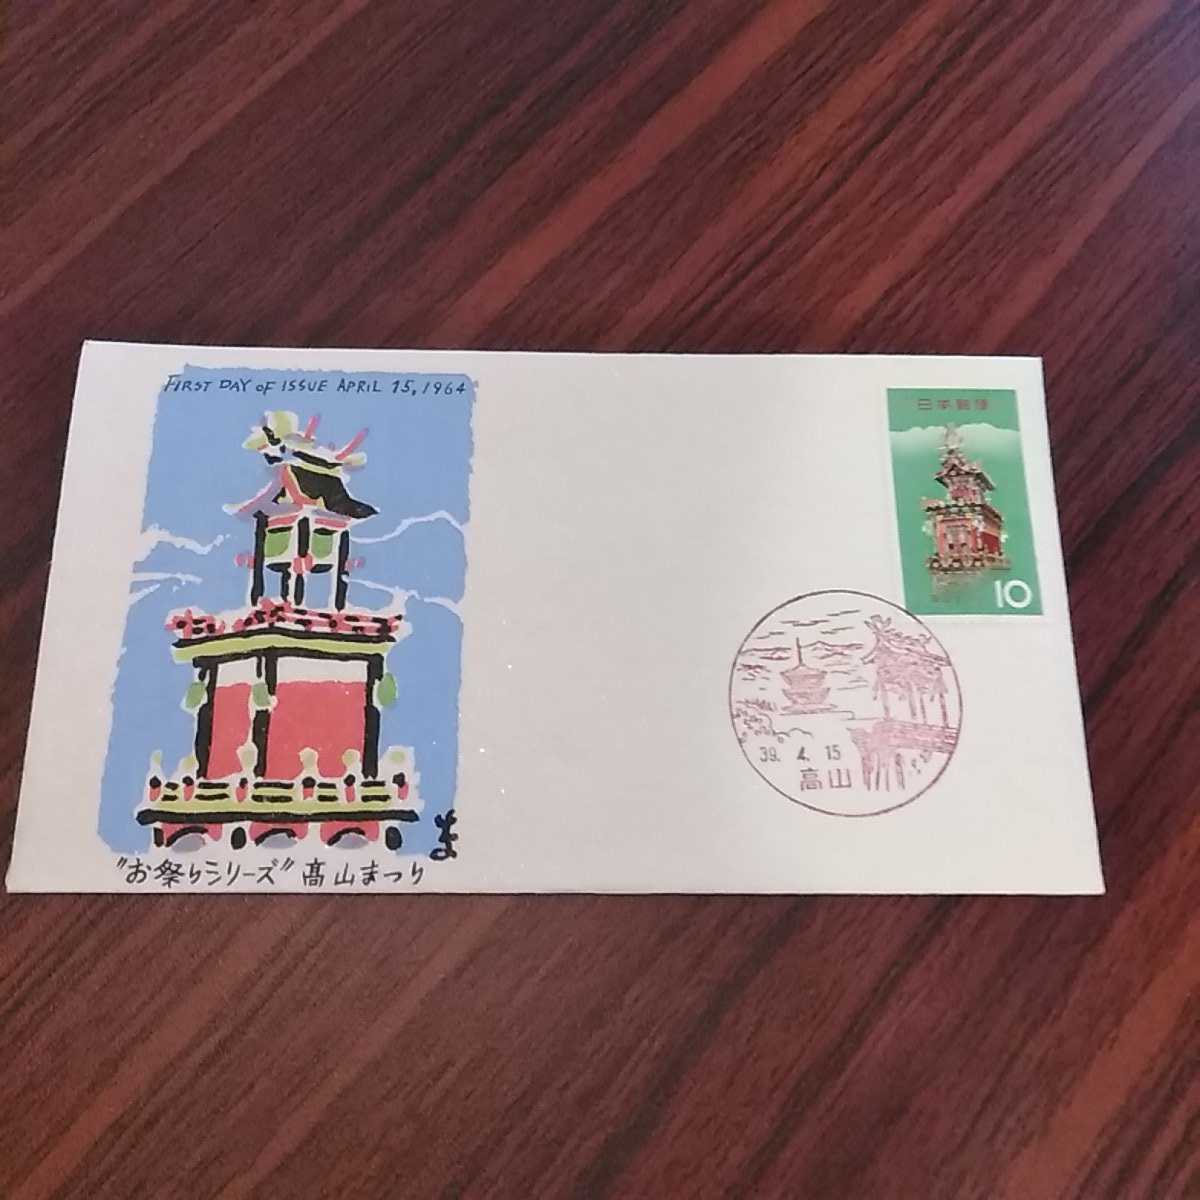 FIRST DAY OF ISSUE APRIL 15, 1964
日本郵便
10
39. 4. 15
高山
ま
"お祭りシリーズ" 高山まつり